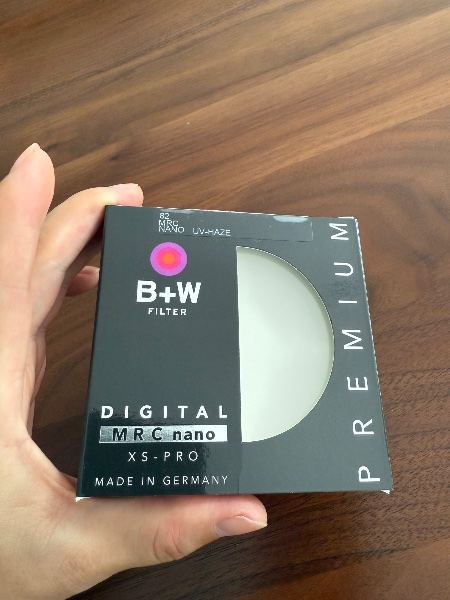 82
MRC
NANO UV-HAZE
B+W
FILTER
DIGITAL
MRC nano
XS-PRO
MADE IN GERMANY
PREMIUM